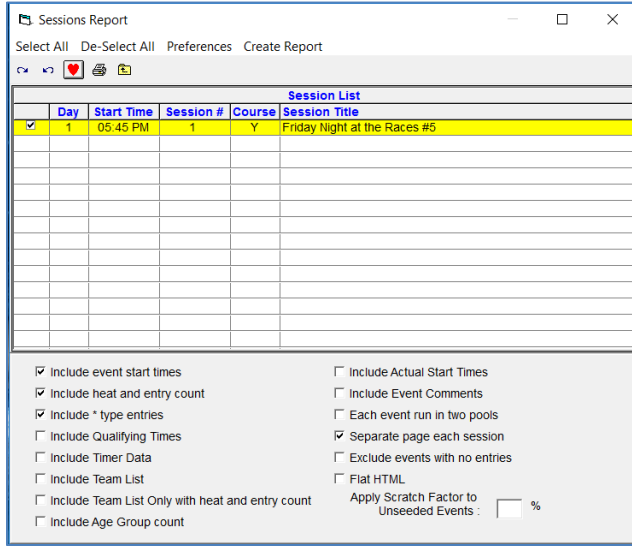 Sessions Report
Select All De-Select All Preferences Create Report
Session List
Day Start Time Session # Course Session Title
1 05:45 PM 1 Y Friday Night at the Races #5
Include event start times
Include heat and entry count
Include * type entries
Include Qualifying Times
Include Timer Data
Include Team List
Include Team List Only with heat and entry count
Include Age Group count
Include Actual Start Times
Include Event Comments
Each event run in two pools
Separate page each session
Exclude events with no entries
Flat HTML
Apply Scratch Factor to
Unseeded Events : %